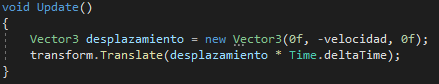 void Update()
{
Vector3 desplazamiento = new Vector3(0f, -velocidad, 0f);
transform.Translate(desplazamiento * Time.deltaTime);
}